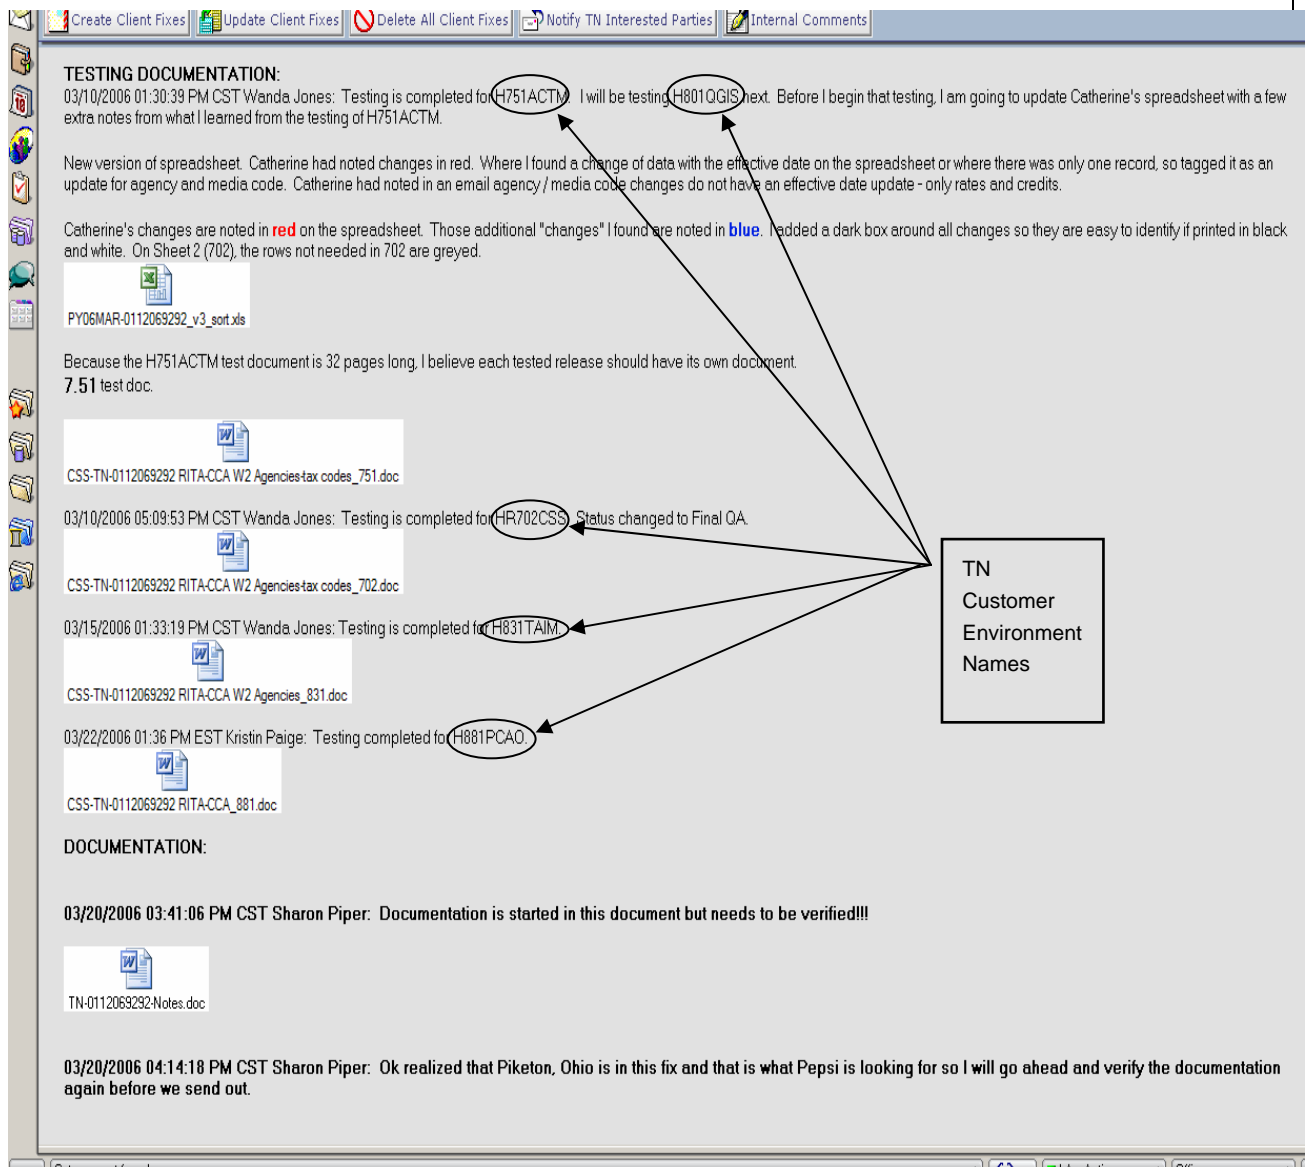 Create Client Fixes Update Client Fixes Delete All Client Fixes Notify TN Interested Parties Internal Comments
TESTING DOCUMENTATION:
03/10/2006 01:30:39 PM CST Wanda Jones: Testing is completed for H751ACTM. I will be testing H801QGIS next. Before I begin that testing, I am going to update Catherine's spreadsheet with a few
extra notes from what I learned from the testing of H751ACTM.
New version of spreadsheet. Catherine had noted changes in red. Where I found a change of data with the effective date on the spreadsheet or where there was only one record, so tagged it as an
update for agency and media code. Catherine had noted in an email agency / media code changes do not have an effective date update - only rates and credits.
Catherine's changes are noted in red on the spreadsheet. Those additional "changes" I found are noted in blue. I added a dark box around all changes so they are easy to identify if printed in black
and white. On Sheet 2 (702), the rows not needed in 702 are greyed.
PY06MAR-0112069292_v3_sort.xls
Because the H751ACTM test document is 32 pages long, I believe each tested release should have its own document.
7.51 test doc.
CSS-TN-0112069292 RITA-CCA W2 Agencies-tax codes_751.doc
03/10/2006 05:09:53 PM CST Wanda Jones: Testing is completed for HR702CSS. Status changed to Final QA.
CSS-TN-0112069292 RITA-CCA W2 Agencies-tax codes_702.doc
03/15/2006 01:33:19 PM CST Wanda Jones: Testing is completed for H831TAIM.
CSS-TN-0112069292 RITA-CCA W2 Agencies_831.doc
03/22/2006 01:36 PM EST Kristin Paige: Testing completed for H881PCAO.
CSS-TN-0112069292 RITA-CCA_881.doc
TN
Customer
Environment
Names
DOCUMENTATION:
03/20/2006 03:41:06 PM CST Sharon Piper: Documentation is started in this document but needs to be verified!!!
TN-0112069292-Notes.doc
03/20/2006 04:14:18 PM CST Sharon Piper: Ok realized that Piketon, Ohio is in this fix and that is what Pepsi is looking for so I will go ahead and verify the documentation
again before we send out.